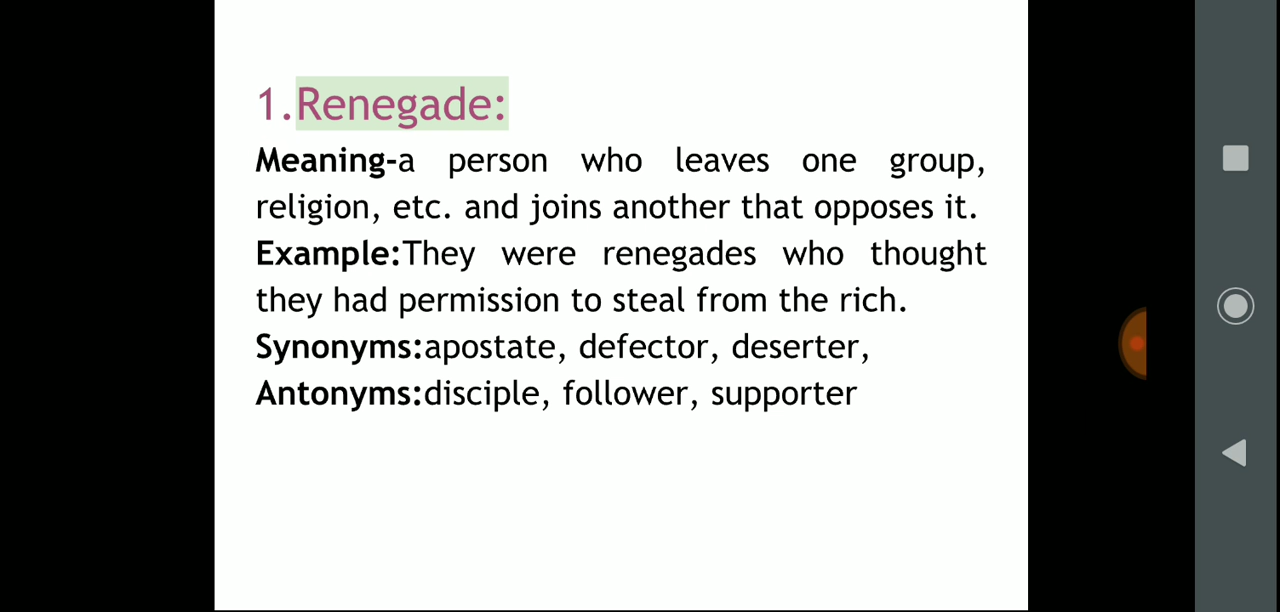 1.Renegade:
Meaning-a person who leaves one group,
religion, etc. and joins another that opposes it.
Example:They were renegades who thought
they had permission to steal from the rich.
Synonyms:apostate, defector, deserter,
Antonyms:disciple, follower, supporter